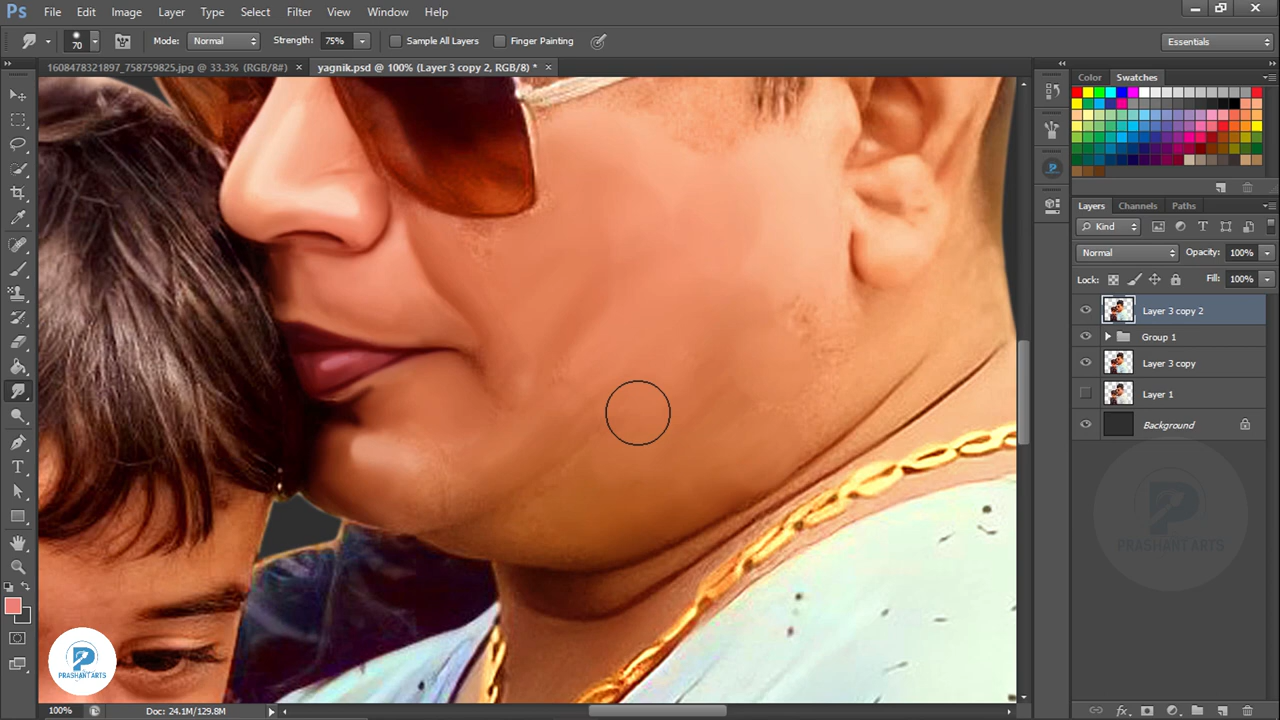 Ps File Edit Image Layer Type Select Filter View Window Help
70 Mode: Normal Strength: 75% Sample All Layers Finger Painting Essentials
1608478321897_758759825.jpg @ 33.3% (RGB/8#) × yagnik.psd @ 100% (Layer 3 copy 2, RGB/8) * ×
Color Swatches
Layers Channels Paths
Kind
Normal Opacity: 100%
Lock: Fill: 100%
Layer 3 copy 2
Group 1
Layer 3 copy
Layer 1
Background
PRASHANT ARTS
PRASHANT ARTS
100% Doc: 24.1M/129.8M